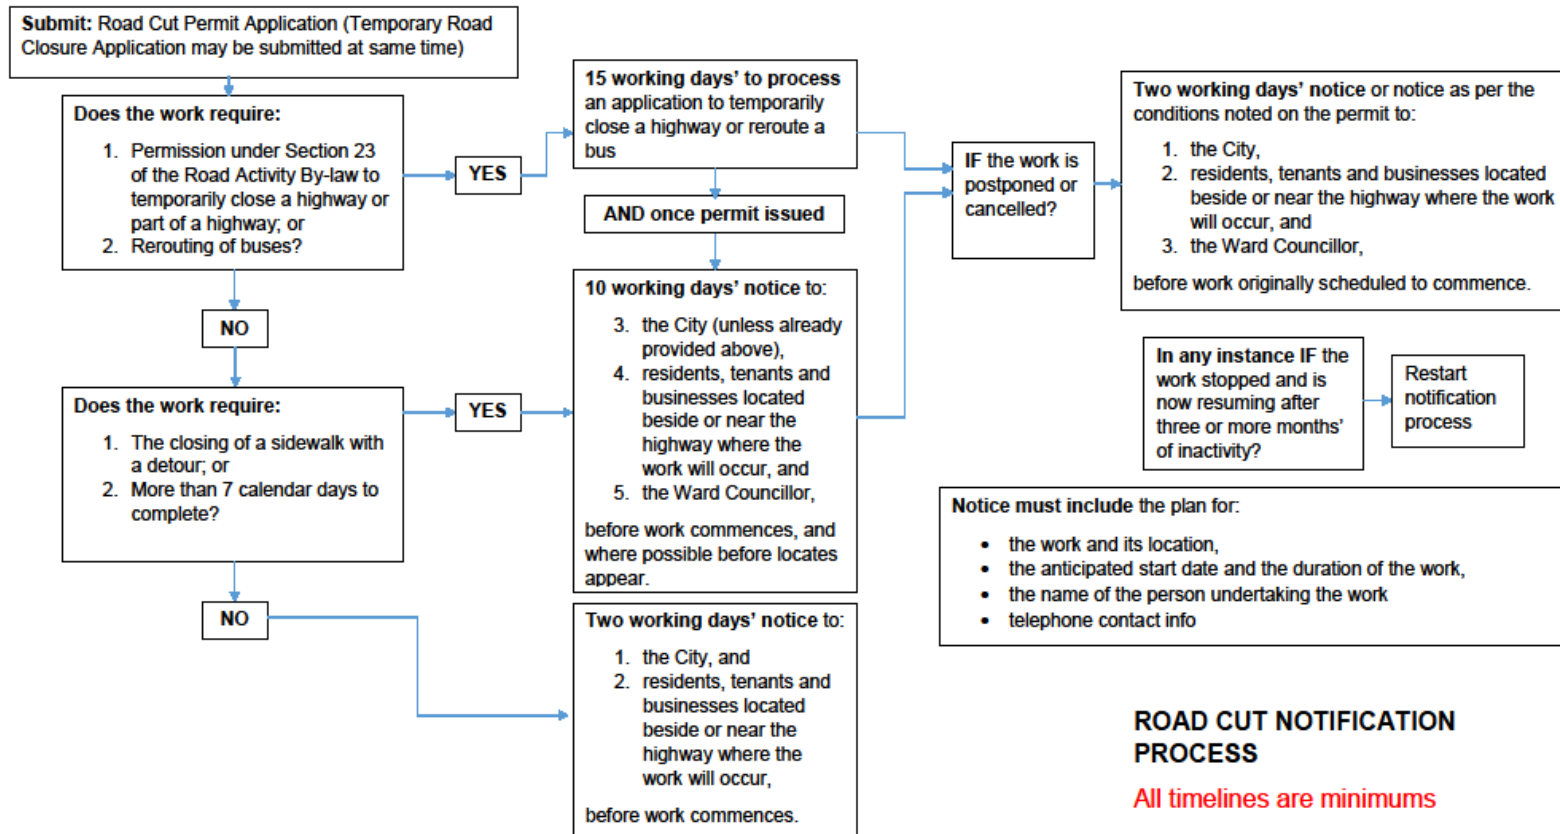 Submit: Road Cut Permit Application (Temporary Road
Closure Application may be submitted at same time)
Does the work require:
1. Permission under Section 23
of the Road Activity By-law to
temporarily close a highway or
part of a highway; or
2. Rerouting of buses?
YES
15 working days' to process
an application to temporarily
close a highway or reroute a
bus
AND once permit issued
NO
Does the work require:
1. The closing of a sidewalk with
a detour; or
2. More than 7 calendar days to
complete?
YES
10 working days' notice to:
3. the City (unless already
provided above),
4. residents, tenants and
businesses located
beside or near the
highway where the
work will occur, and
5. the Ward Councillor,
before work commences, and
where possible before locates
appear.
NO
Two working days' notice to:
1. the City, and
2. residents, tenants and
businesses located
beside or near the
highway where the
work will occur,
before work commences.
IF the work is
postponed or
cancelled?
Two working days' notice or notice as per the
conditions noted on the permit to:
1. the City,
2. residents, tenants and businesses located
beside or near the highway where the work
will occur, and
3. the Ward Councillor,
before work originally scheduled to commence.
In any instance IF the
work stopped and is
now resuming after
three or more months'
of inactivity?
Restart
notification
process
Notice must include the plan for:
• the work and its location,
• the anticipated start date and the duration of the work,
• the name of the person undertaking the work
• telephone contact info
ROAD CUT NOTIFICATION
PROCESS
All timelines are minimums